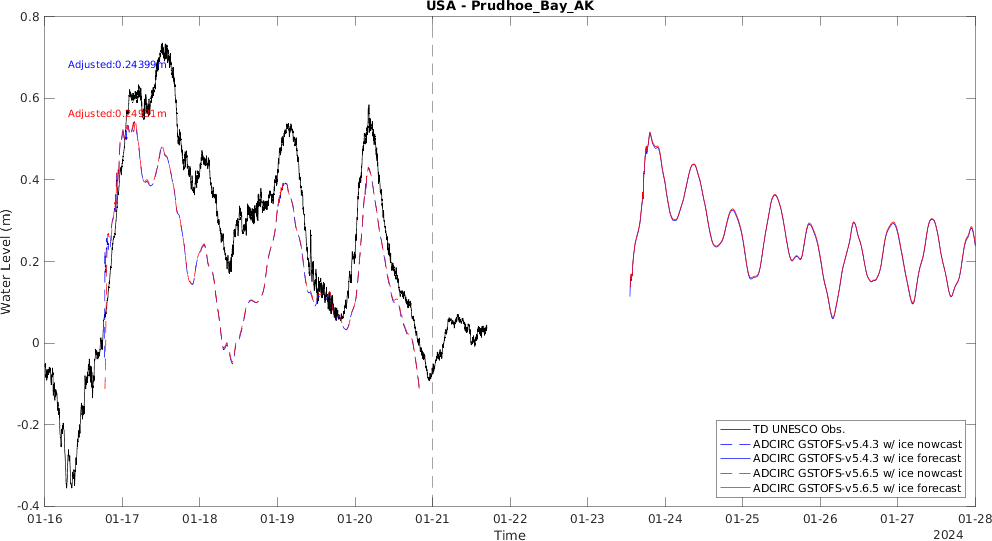 USA - Prudhoe_Bay_AK
Water Level (m)
0.8
0.6
0.4
0.2
0
-0.2
-0.4
Adjusted:0.24399m
TD UNESCO Obs.
ADCIRC GSTOFS-v5.4.3 w/ ice nowcast
ADCIRC GSTOFS-v5.4.3 w/ ice forecast
ADCIRC GSTOFS-v5.6.5 w/ ice nowcast
ADCIRC GSTOFS-v5.6.5 w/ ice forecast
01-16 01-17 01-18 01-19 01-20 01-21 01-22 01-23 01-24 01-25 01-26 01-27 01-28
Time
2024